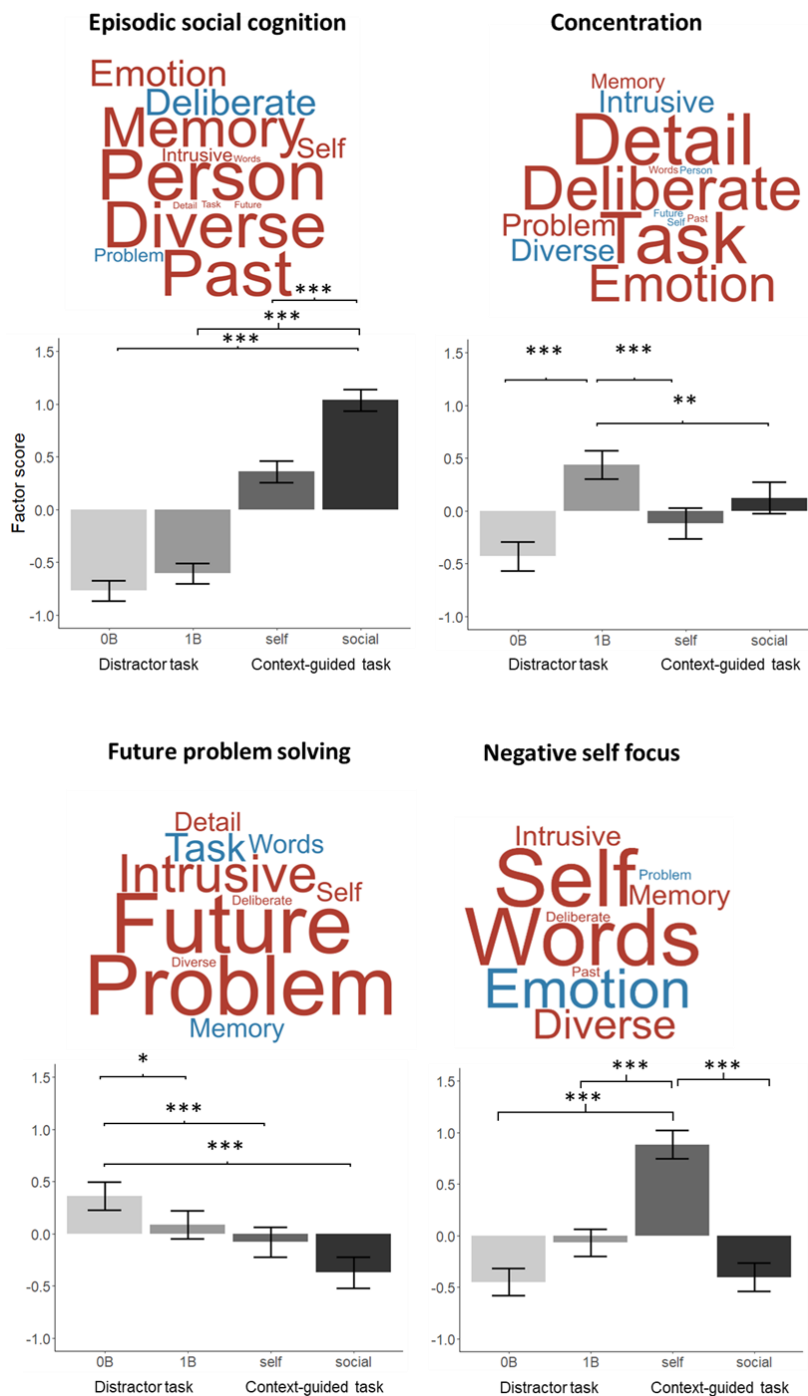 Episodic social cognition
Emotion
Deliberate
Memory
Self
Intrusive Words
Person
Detail Task Future
Diverse
Problem
Past
***
***
***
1.5
1.0
0.5
0.0
-0.5
-1.0
Factor score
0B 1B self social
Distractor task Context-guided task
Concentration
Memory
Intrusive
Detail
Words Person
Deliberate
Future
Self Past
Problem
Task
Diverse
Emotion
*** ***
**
1.5
1.0
0.5
0.0
-0.5
-1.0
0B 1B self social
Distractor task Context-guided task
Future problem solving
Detail
Task Words
Intrusive
Self
Deliberate
Future
Diverse
Problem
Memory
*
***
***
1.5
1.0
0.5
0.0
-0.5
-1.0
0B 1B self social
Distractor task Context-guided task
Negative self focus
Intrusive
Self
Problem
Memory
Deliberate
Words
Past
Emotion
Diverse
*** ***
***
1.5
1.0
0.5
0.0
-0.5
-1.0
0B 1B self social
Distractor task Context-guided task